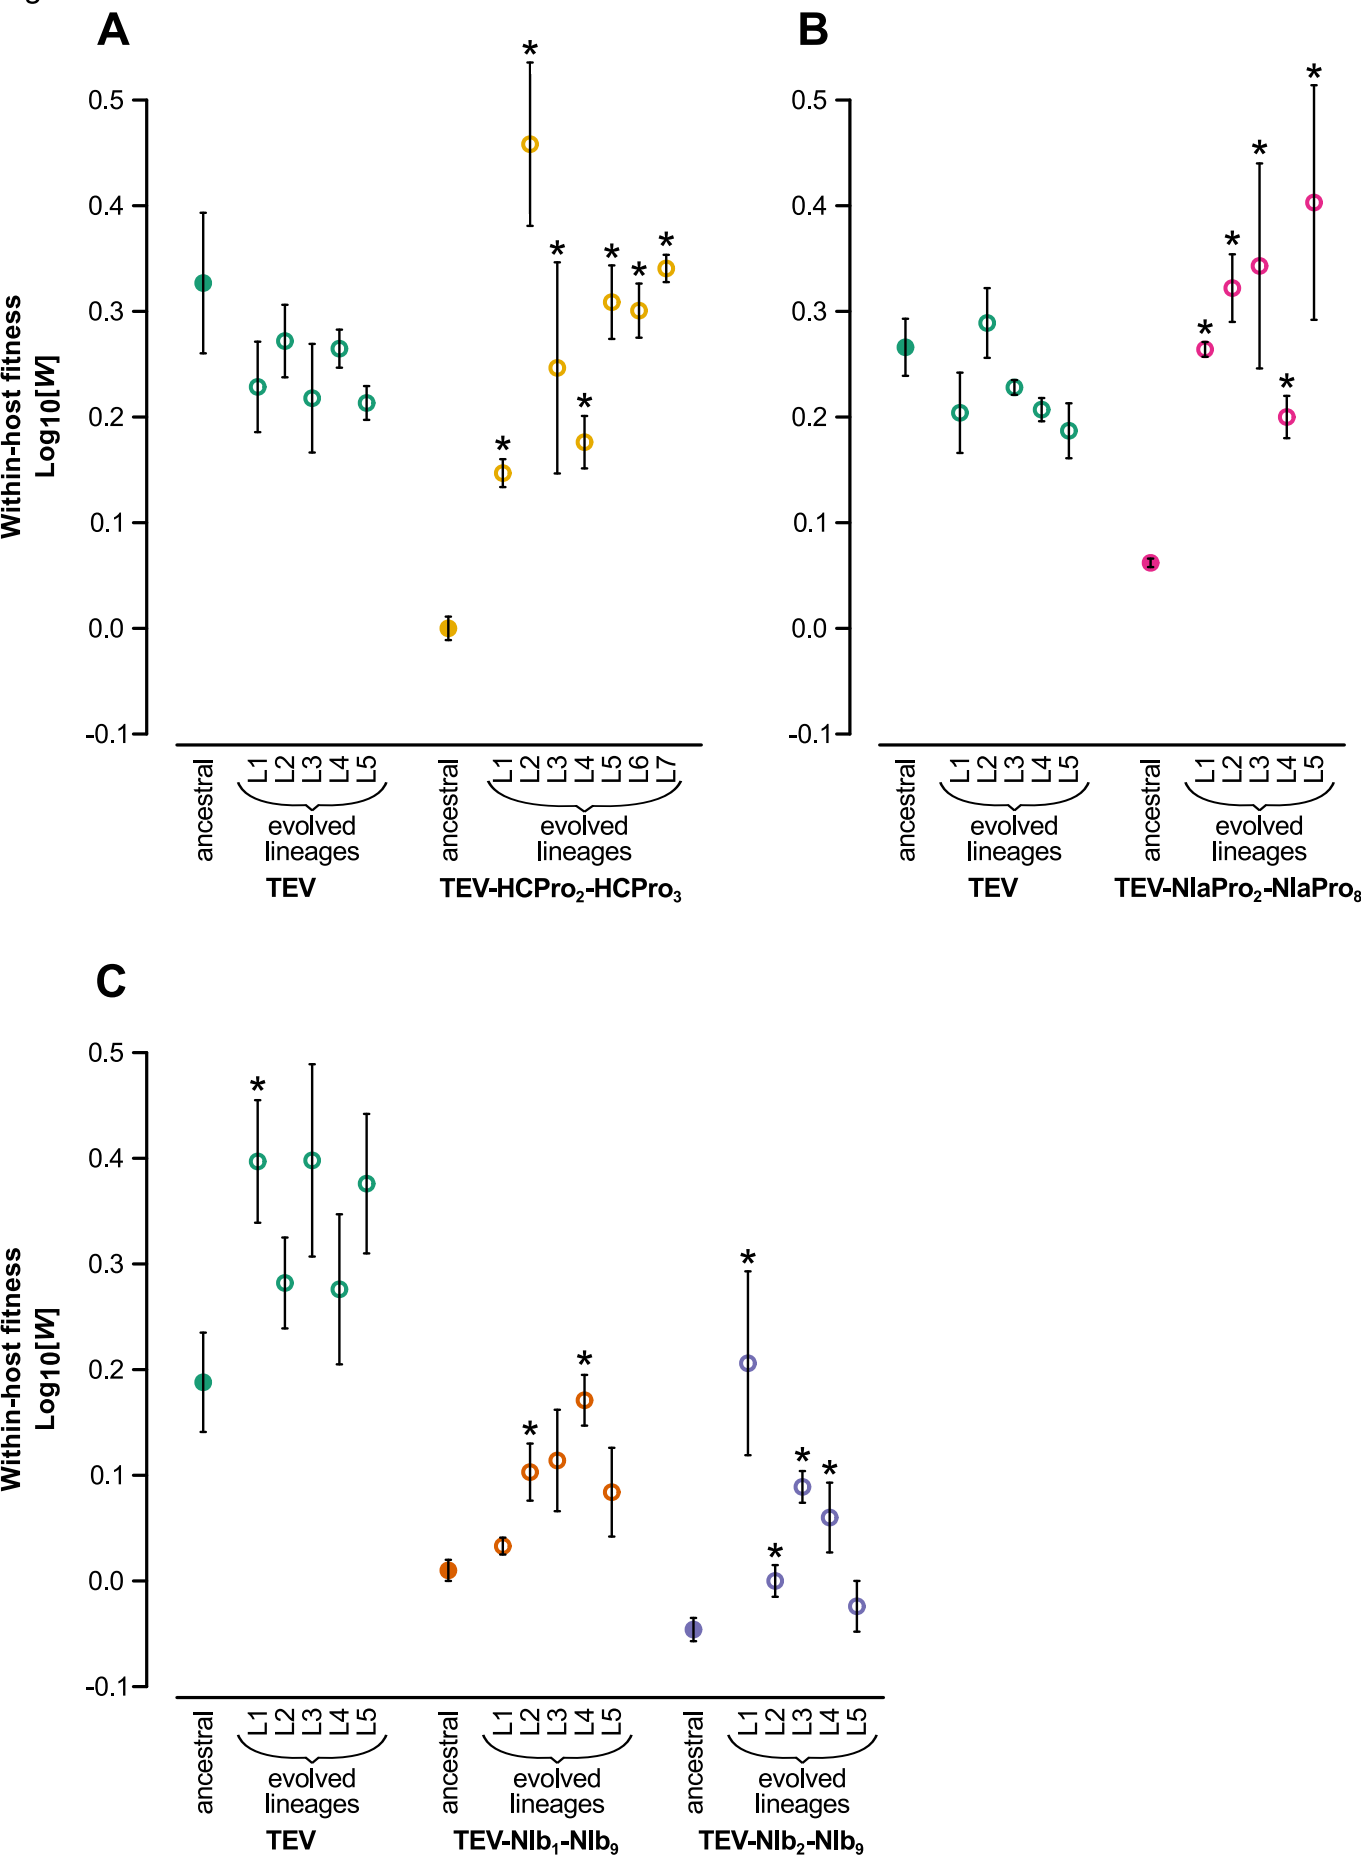 A
Within-host fitness
Log10[W]
0.5
0.4
0.3
0.2
0.1
0.0
-0.1
* * * * * * *
ancestral L1 L2 L3 L4 L5 ancestral L1 L2 L3 L4 L5 L6 L7
evolved evolved
lineages lineages
TEV TEV-HCPro₂-HCPro₃
B
0.5
0.4
0.3
0.2
0.1
0.0
-0.1
* * * * *
ancestral L1 L2 L3 L4 L5 ancestral L1 L2 L3 L4 L5
evolved evolved
lineages lineages
TEV TEV-NIaPro₂-NIaPro₈
C
Within-host fitness
Log10[W]
0.5
0.4
0.3
0.2
0.1
0.0
-0.1
* * * * * * *
ancestral L1 L2 L3 L4 L5 ancestral L1 L2 L3 L4 L5 ancestral L1 L2 L3 L4 L5
evolved evolved evolved
lineages lineages lineages
TEV TEV-NIb₁-NIb₉ TEV-NIb₂-NIb₉